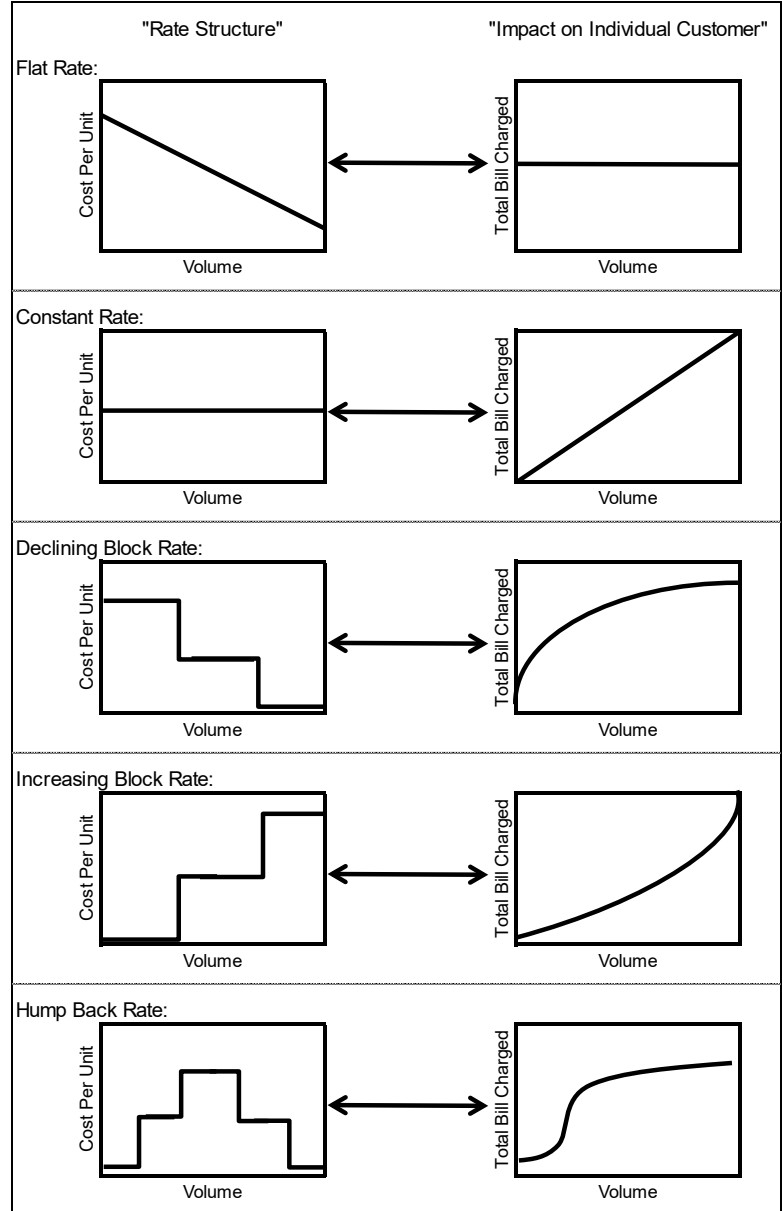 "Rate Structure" "Impact on Individual Customer"
Flat Rate:
Cost Per Unit
Volume
Total Bill Charged
Volume
Constant Rate:
Cost Per Unit
Volume
Total Bill Charged
Volume
Declining Block Rate:
Cost Per Unit
Volume
Total Bill Charged
Volume
Increasing Block Rate:
Cost Per Unit
Volume
Total Bill Charged
Volume
Hump Back Rate:
Cost Per Unit
Volume
Total Bill Charged
Volume